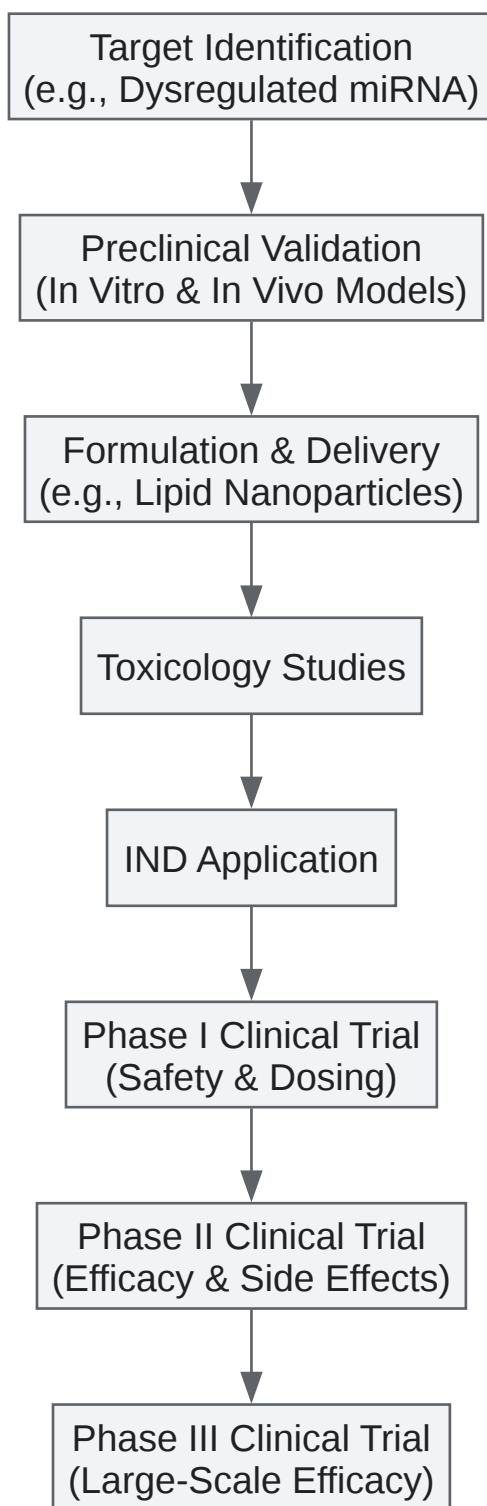 Target Identification
(e.g., Dysregulated miRNA)
Preclinical Validation
(In Vitro & In Vivo Models)
Formulation & Delivery
(e.g., Lipid Nanoparticles)
Toxicology Studies
IND Application
Phase I Clinical Trial
(Safety & Dosing)
Phase II Clinical Trial
(Efficacy & Side Effects)
Phase III Clinical Trial
(Large-Scale Efficacy)